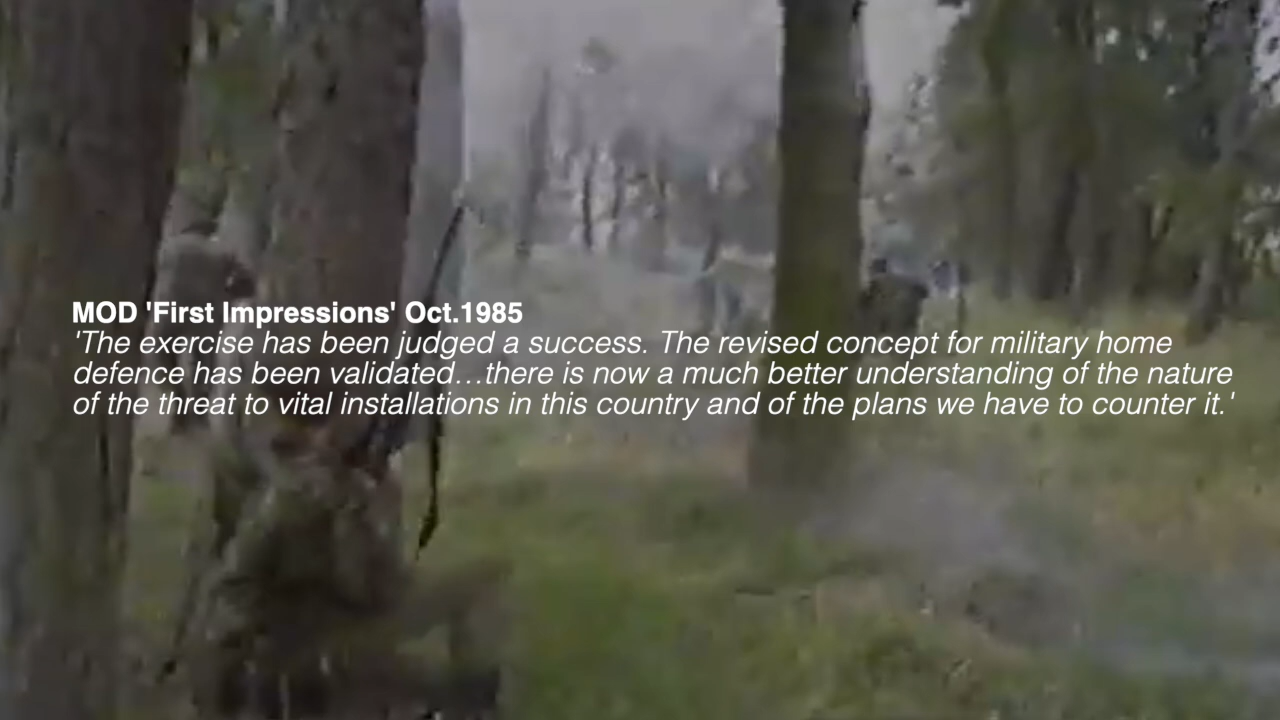 MOD 'First Impressions' Oct.1985
'The exercise has been judged a success. The revised concept for military home
defence has been validated…there is now a much better understanding of the nature
of the threat to vital installations in this country and of the plans we have to counter it.'